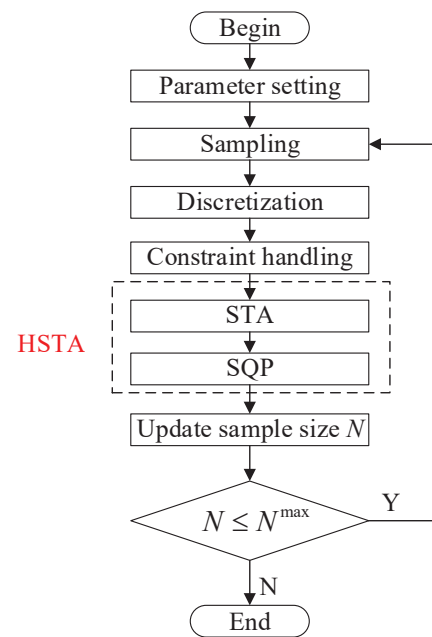 Begin
Parameter setting
Sampling
Discretization
Constraint handling
STA
HSTA
SQP
Update sample size N
N ≤ N^max
Y
N
End